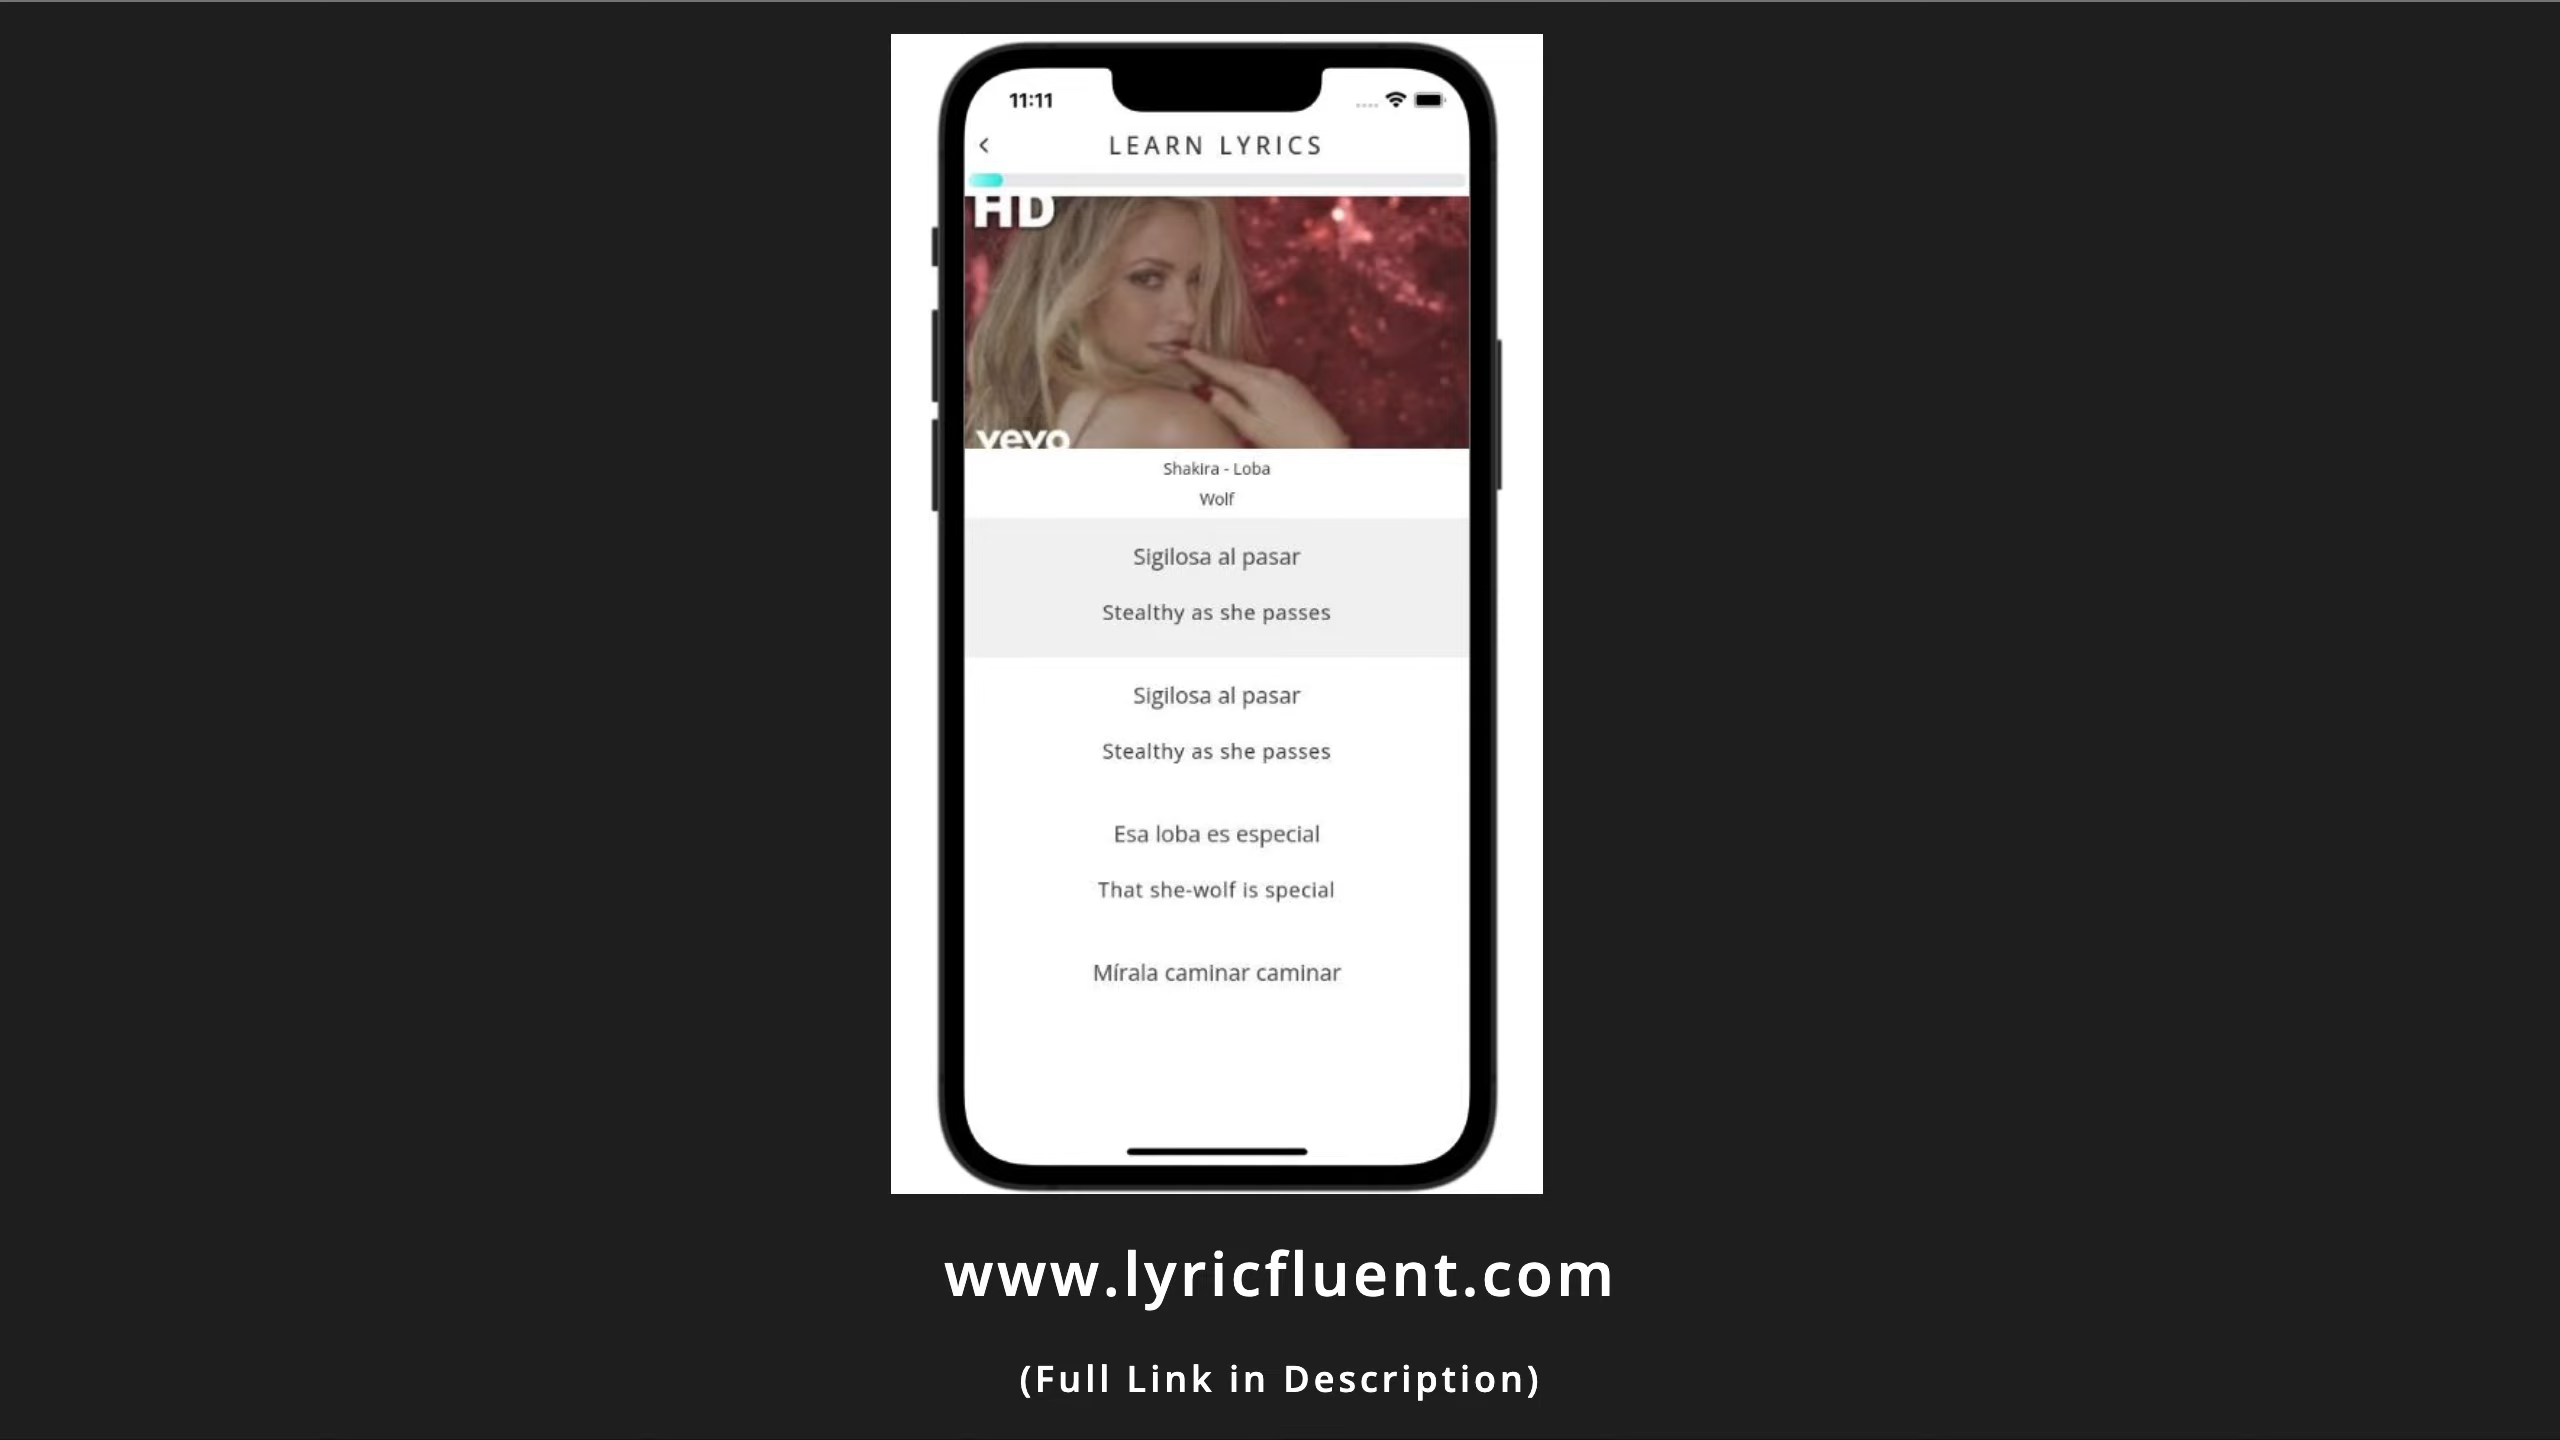 11:11
LEARN LYRICS
HD
vevo
Shakira - Loba
Wolf
Sigilosa al pasar
Stealthy as she passes
Sigilosa al pasar
Stealthy as she passes
Esa loba es especial
That she-wolf is special
Mírala caminar caminar
www.lyricfluent.com
(Full Link in Description)